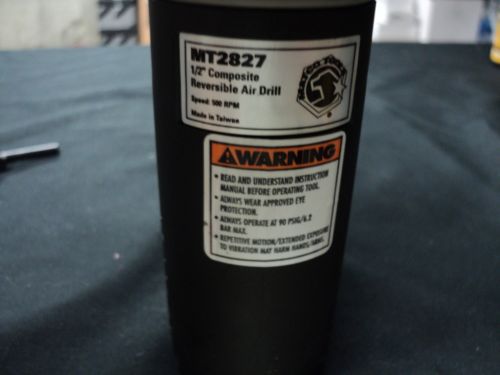 MT2827
1/2" Composite
Reversible Air Drill
Speed: 500 RPM
Made in Taiwan
MATCO TOOLS
®
WARNING
• READ AND UNDERSTAND INSTRUCTION
MANUAL BEFORE OPERATING TOOL.
• ALWAYS WEAR APPROVED EYE
PROTECTION.
• ALWAYS OPERATE AT 90 PSIG/6.2
BAR MAX.
• REPETITIVE MOTION/EXTENDED EXPOSURE
TO VIBRATION MAY HARM HANDS/ARMS.